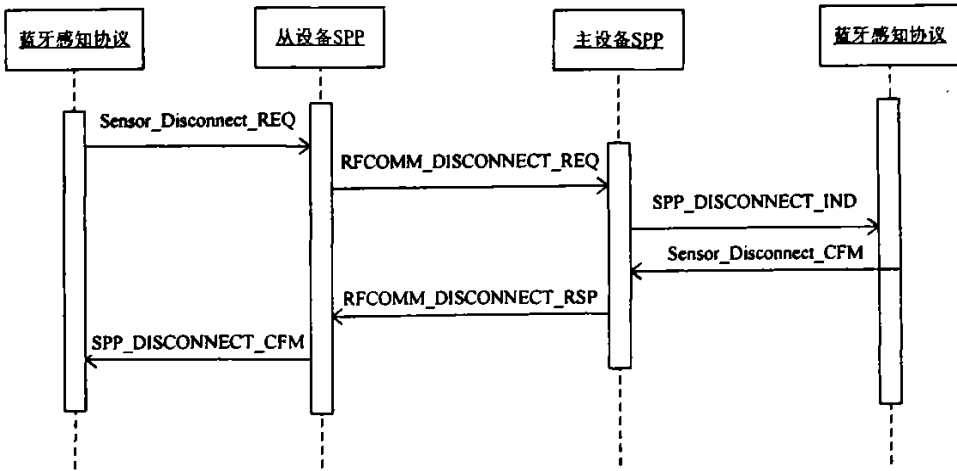 蓝牙感知协议
从设备SPP
主设备SPP
蓝牙感知协议
Sensor_Disconnect_REQ
RFCOMM_DISCONNECT_REQ
SPP_DISCONNECT_IND
Sensor_Disconnect_CFM
RFCOMM_DISCONNECT_RSP
SPP_DISCONNECT_CFM